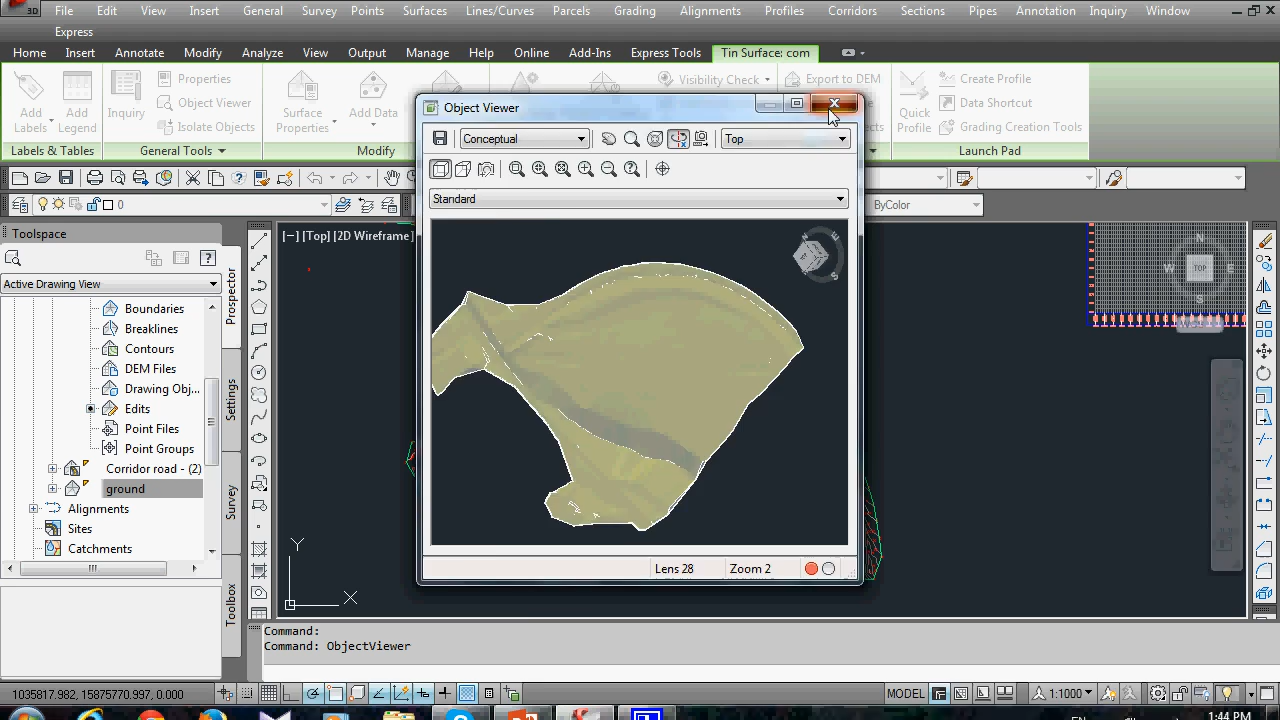 3D
File Edit View Insert General Survey Points Surfaces Lines/Curves Parcels Grading Alignments Profiles Corridors Sections Pipes Annotation Inquiry Window
Express
Home Insert Annotate Modify Analyze View Output Manage Help Online Add-Ins Express Tools Tin Surface: com
Properties
Visibility Check
Export to DEM
Create Profile
Object Viewer
Data Shortcut
Isolate Objects
Grading Creation Tools
Add Labels
Add Legend
Surface Properties
Add Data
Quick Profile
Labels & Tables
General Tools
Modify
Launch Pad
Object Viewer
Conceptual
Top
Standard
0
ByColor
Toolspace
[−] [Top] [2D Wireframe]
Active Drawing View
Prospector
Settings
Survey
Toolbox
Boundaries
Breaklines
Contours
DEM Files
Drawing Obj...
Edits
Point Files
Point Groups
Corridor road - (2)
ground
Alignments
Sites
Catchments
N
W TOP E
S
Y
X
Lens 28
Zoom 2
Command:
Command: ObjectViewer
1035817.982, 15875770.997, 0.000
MODEL
1:1000
EN
1:44 PM